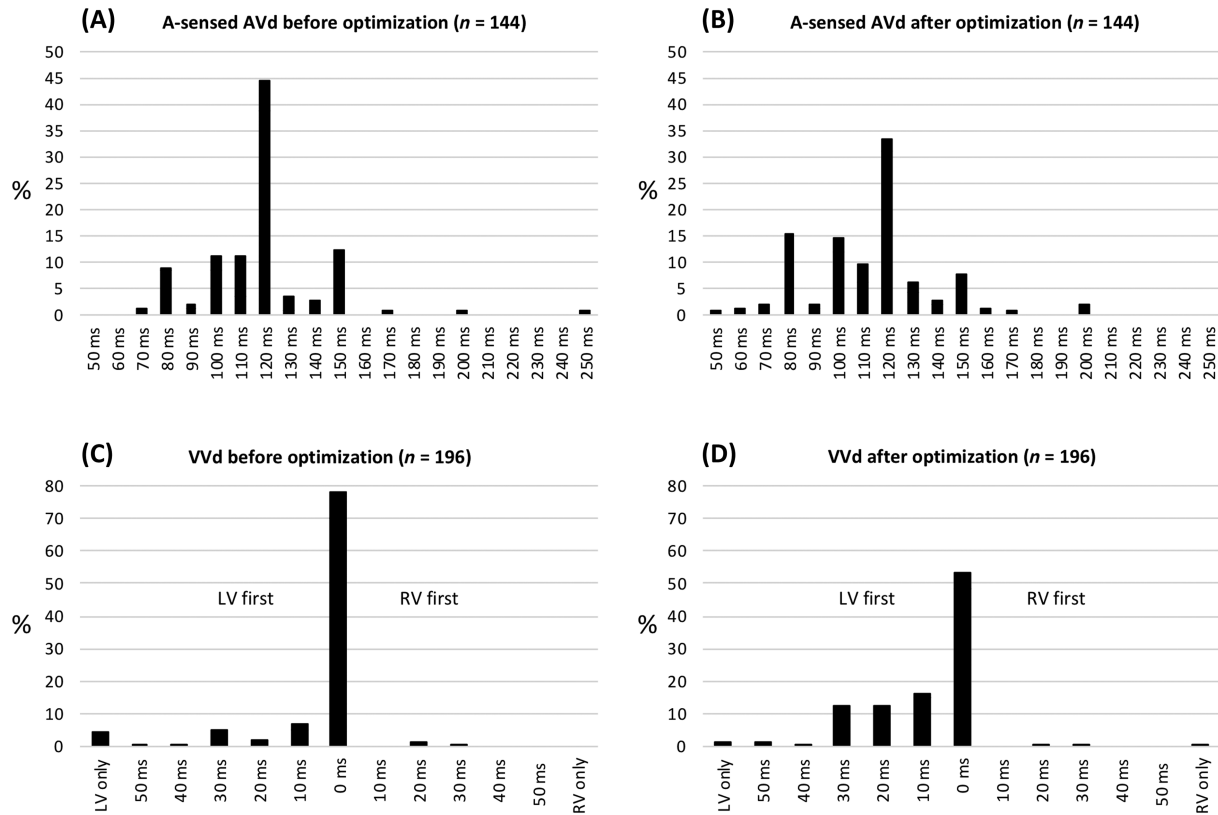 (A)
A-sensed AVd before optimization (n = 144)
50
45
40
35
30
25
20
15
10
5
0
%
50 ms
60 ms
70 ms
80 ms
90 ms
100 ms
110 ms
120 ms
130 ms
140 ms
150 ms
160 ms
170 ms
180 ms
190 ms
200 ms
210 ms
220 ms
230 ms
240 ms
250 ms
(B)
A-sensed AVd after optimization (n = 144)
50
45
40
35
30
25
20
15
10
5
0
%
50 ms
60 ms
70 ms
80 ms
90 ms
100 ms
110 ms
120 ms
130 ms
140 ms
150 ms
160 ms
170 ms
180 ms
190 ms
200 ms
210 ms
220 ms
230 ms
240 ms
250 ms
(C)
VVd before optimization (n = 196)
80
70
60
50
40
30
20
10
0
%
LV first
RV first
LV only
50 ms
40 ms
30 ms
20 ms
10 ms
0 ms
10 ms
20 ms
30 ms
40 ms
50 ms
RV only
(D)
VVd after optimization (n = 196)
80
70
60
50
40
30
20
10
0
%
LV first
RV first
LV only
50 ms
40 ms
30 ms
20 ms
10 ms
0 ms
10 ms
20 ms
30 ms
40 ms
50 ms
RV only